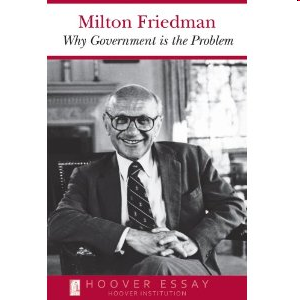 Milton Friedman
Why Government is the Problem
HOOVER ESSAY
HOOVER INSTITUTION